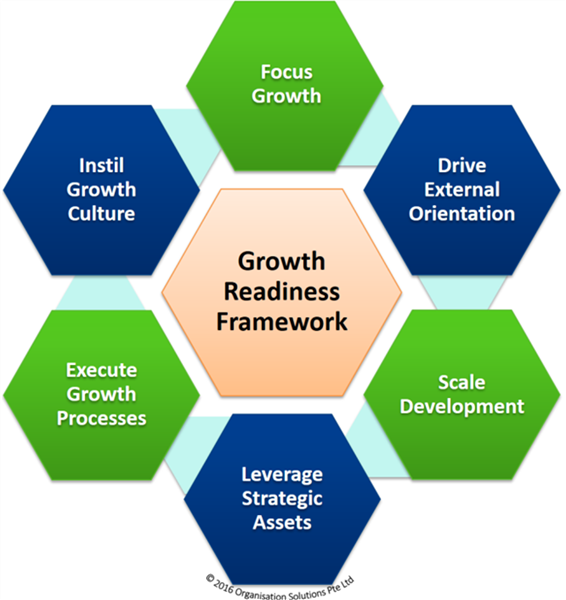 Focus
Growth
Instil
Growth
Culture
Drive
External
Orientation
Growth
Readiness
Framework
Execute
Growth
Processes
Scale
Development
Leverage
Strategic
Assets
© 2016 Organisation Solutions Pte Ltd